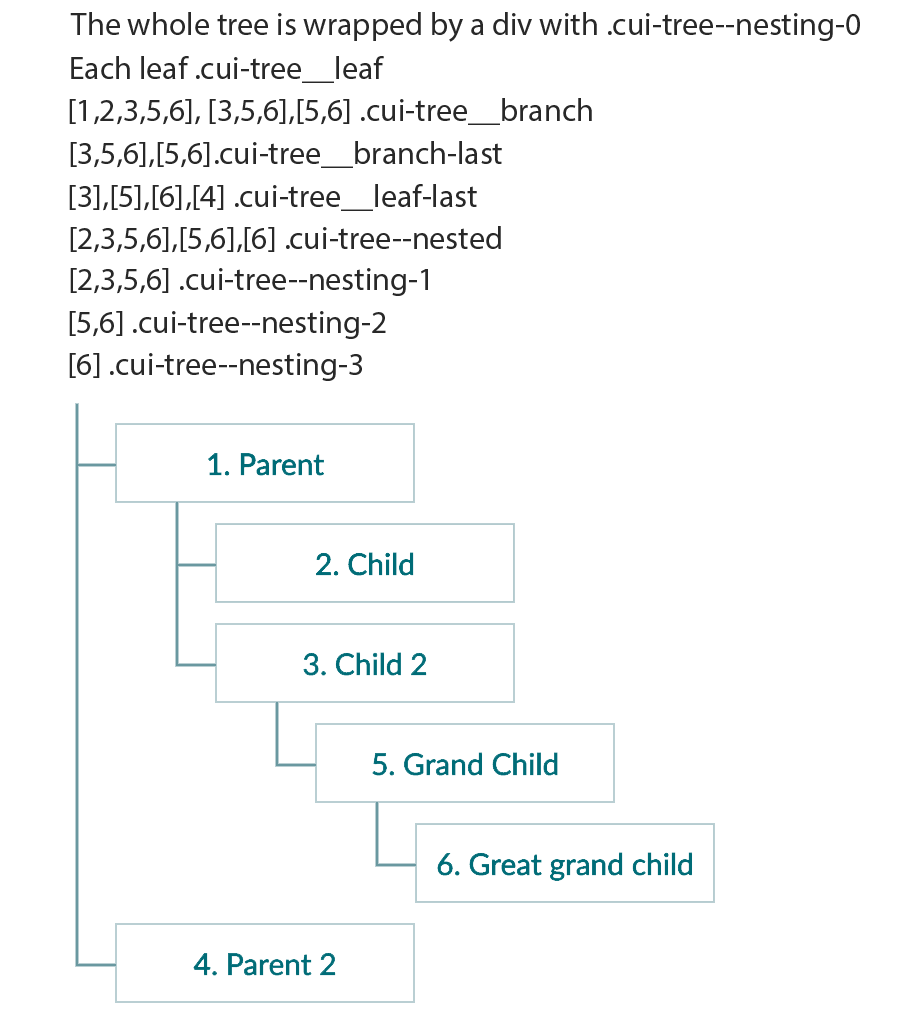 The whole tree is wrapped by a div with .cui-tree--nesting-0
Each leaf .cui-tree__leaf
[1,2,3,5,6], [3,5,6],[5,6] .cui-tree__branch
[3,5,6],[5,6].cui-tree__branch-last
[3],[5],[6],[4] .cui-tree__leaf-last
[2,3,5,6],[5,6],[6] .cui-tree--nested
[2,3,5,6] .cui-tree--nesting-1
[5,6] .cui-tree--nesting-2
[6] .cui-tree--nesting-3
1. Parent
2. Child
3. Child 2
5. Grand Child
6. Great grand child
4. Parent 2